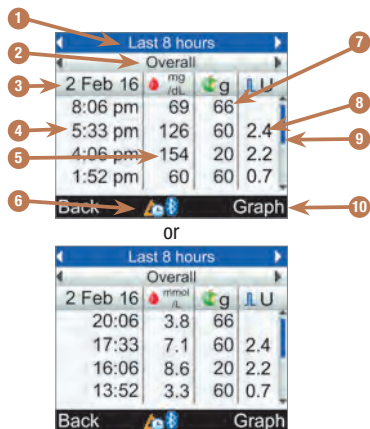 1
Last 8 hours
2
Overall
3
2 Feb 16 mg/dL g U
7
8:06 pm 69 66
8
4
5:33 pm 126 60 2.4
9
5
4:06 pm 154 20 2.2
1:52 pm 60 60 0.7
6
Back Graph
10
or
Last 8 hours
Overall
2 Feb 16 mmol/L g U
20:06 3.8 66
17:33 7.1 60 2.4
16:06 8.6 20 2.2
13:52 3.3 60 0.7
Back Graph